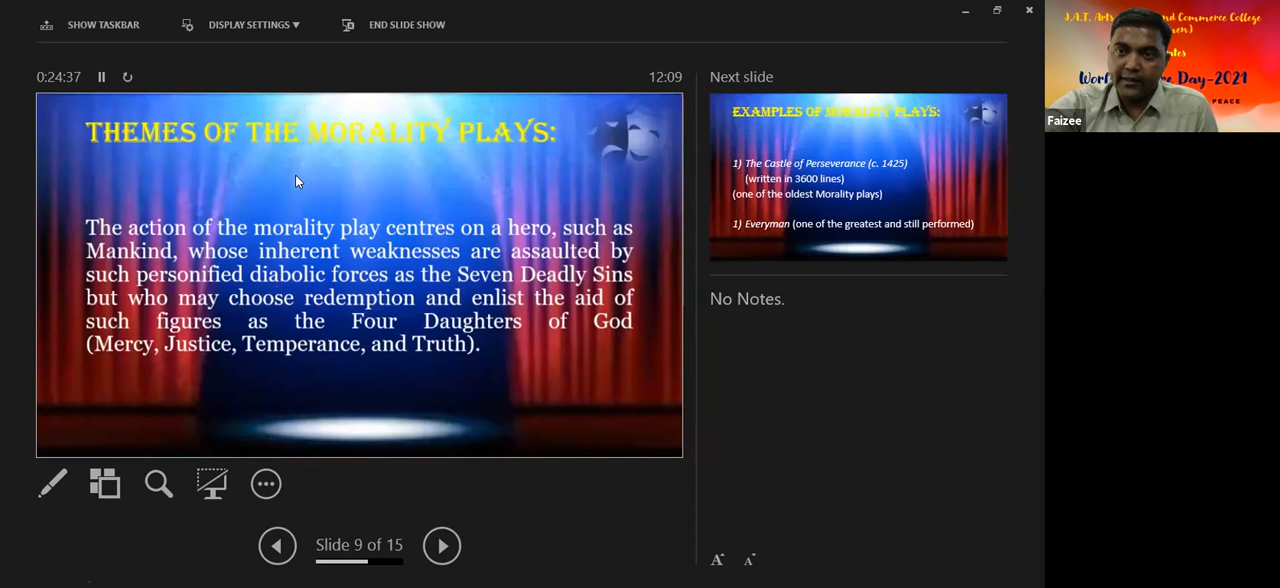 SHOW TASKBAR
DISPLAY SETTINGS ▼
END SLIDE SHOW
0:24:37
12:09
THEMES OF THE MORALITY PLAYS:
The action of the morality play centres on a hero, such as
Mankind, whose inherent weaknesses are assaulted by
such personified diabolic forces as the Seven Deadly Sins
but who may choose redemption and enlist the aid of
such figures as the Four Daughters of God
(Mercy, Justice, Temperance, and Truth).
Slide 9 of 15
Next slide
EXAMPLES OF MORALITY PLAYS:
1) The Castle of Perseverance (c. 1425)
(written in 3600 lines)
(one of the oldest Morality plays)
1) Everyman (one of the greatest and still performed)
No Notes.
A
A
J.A.T. Arts
nd Commerce College
Day-2021
PEACE
Faizee